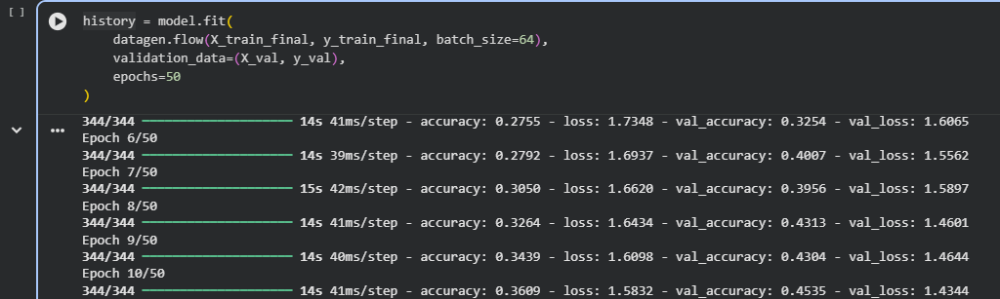 [ ]
history = model.fit(
datagen.flow(X_train_final, y_train_final, batch_size=64),
validation_data=(X_val, y_val),
epochs=50
)
344/344 ━━━━━━━━━━━━━━━━━━━━ 14s 41ms/step - accuracy: 0.2755 - loss: 1.7348 - val_accuracy: 0.3254 - val_loss: 1.6065
Epoch 6/50
344/344 ━━━━━━━━━━━━━━━━━━━━ 14s 39ms/step - accuracy: 0.2792 - loss: 1.6937 - val_accuracy: 0.4007 - val_loss: 1.5562
Epoch 7/50
344/344 ━━━━━━━━━━━━━━━━━━━━ 15s 42ms/step - accuracy: 0.3050 - loss: 1.6620 - val_accuracy: 0.3956 - val_loss: 1.5897
Epoch 8/50
344/344 ━━━━━━━━━━━━━━━━━━━━ 14s 41ms/step - accuracy: 0.3264 - loss: 1.6434 - val_accuracy: 0.4313 - val_loss: 1.4601
Epoch 9/50
344/344 ━━━━━━━━━━━━━━━━━━━━ 14s 40ms/step - accuracy: 0.3439 - loss: 1.6098 - val_accuracy: 0.4304 - val_loss: 1.4644
Epoch 10/50
344/344 ━━━━━━━━━━━━━━━━━━━━ 14s 41ms/step - accuracy: 0.3609 - loss: 1.5832 - val_accuracy: 0.4535 - val_loss: 1.4344